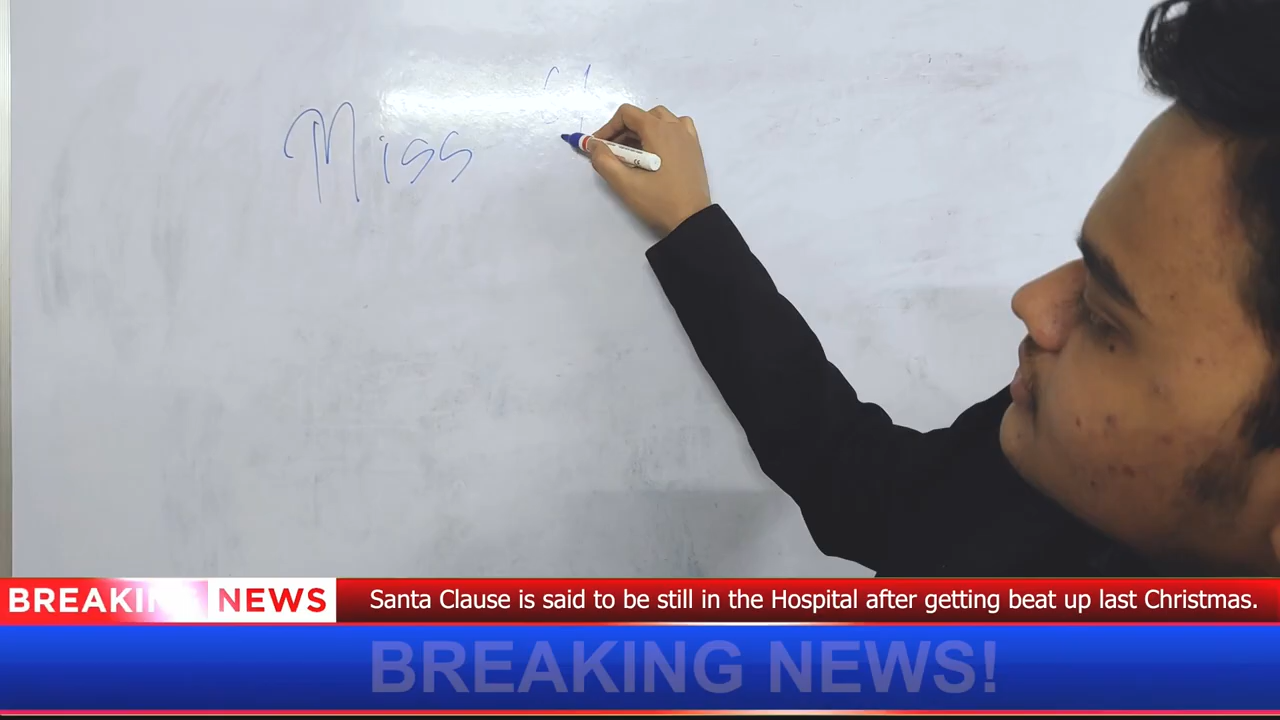 Miss
BREAKING NEWS
Santa Clause is said to be still in the Hospital after getting beat up last Christmas.
BREAKING NEWS!